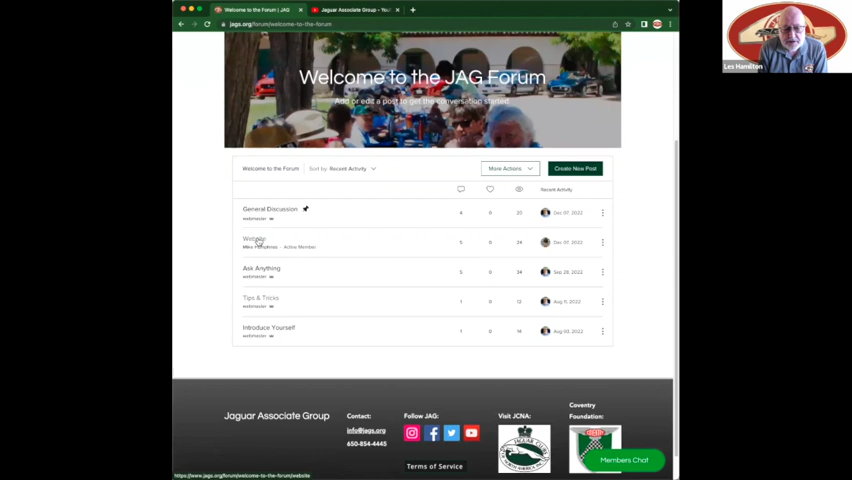 Welcome to the Forum | JAG
Jaguar Associate Group - You
jags.org/forum/welcome-to-the-forum
Les Hamilton
Welcome to the JAG Forum
Add or edit a post to get the conversation started.
Welcome to the Forum
Sort by: Recent Activity
More Actions
Create New Post
Recent Activity
General Discussion
webmaster
4 0 20 Dec 07, 2022
Website
Active Member
5 0 24 Dec 07, 2022
Ask Anything
webmaster
5 0 34 Sep 28, 2022
Tips & Tricks
webmaster
1 0 12 Aug 11, 2022
Introduce Yourself
webmaster
1 0 14 Aug 03, 2022
Jaguar Associate Group
Contact:
info@jags.org
650-854-4445
Follow JAG:
Terms of Service
Visit JCNA:
Coventry
Foundation:
Members Chat
https://www.jags.org/forum/welcome-to-the-forum/website